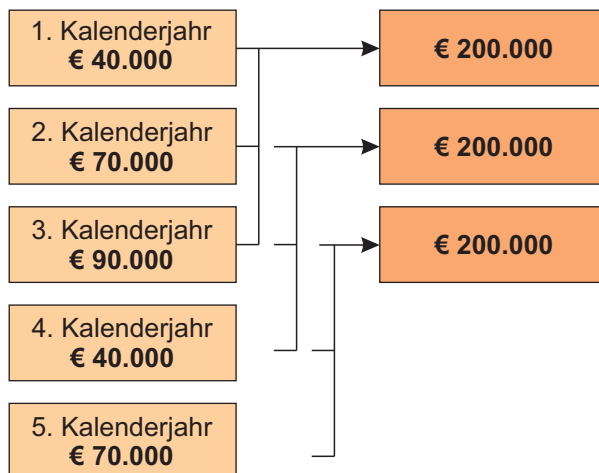 1. Kalenderjahr
€ 40.000
€ 200.000
2. Kalenderjahr
€ 70.000
€ 200.000
3. Kalenderjahr
€ 90.000
€ 200.000
4. Kalenderjahr
€ 40.000
5. Kalenderjahr
€ 70.000